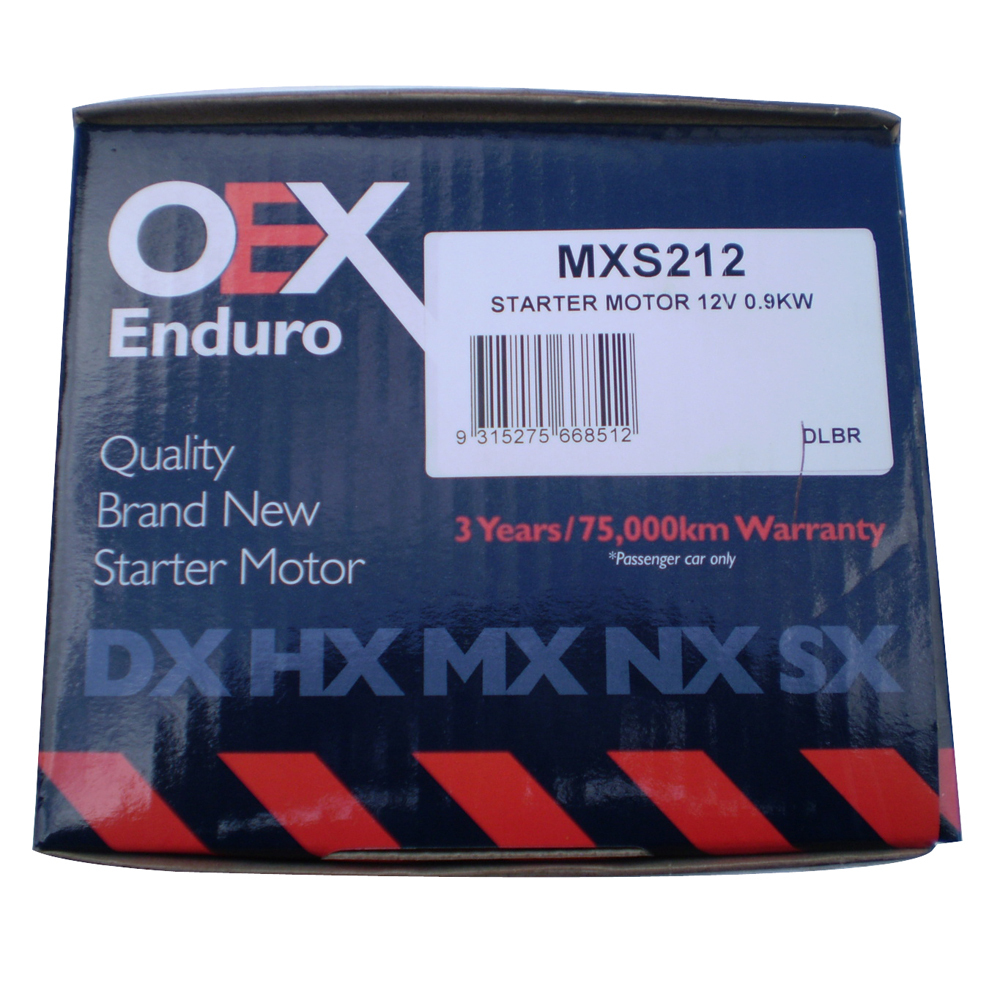 OEX
Enduro
MXS212
STARTER MOTOR 12V 0.9KW
9 315275 668512
DLBR
Quality
Brand New
Starter Motor
3 Years/75,000km Warranty
*Passenger car only
DX HX MX NX SX